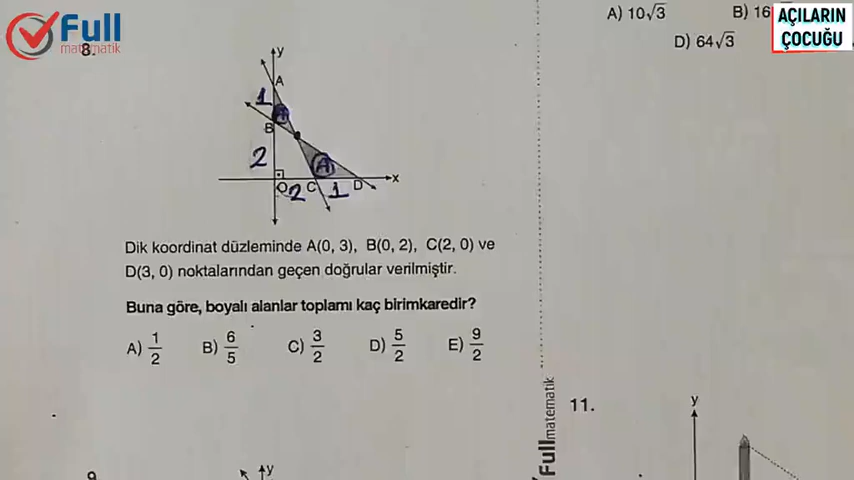 Full
matematik
8.
y
A
1
A
B
2
A
O
2
C
1
D
x
Dik koordinat düzleminde A(0, 3), B(0, 2), C(2, 0) ve
D(3, 0) noktalarından geçen doğrular verilmiştir.
Buna göre, boyalı alanlar toplamı kaç birimkaredir?
A) 1/2 B) 6/5 C) 3/2 D) 5/2 E) 9/2
9
y
A) 10√3 B) 16
D) 64√3
AÇILARIN
ÇOCUĞU
Full matematik
11.
y